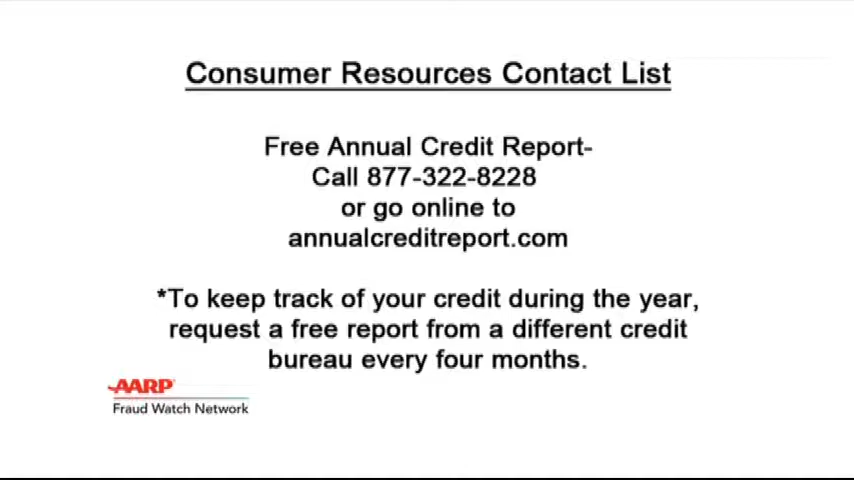 Consumer Resources Contact List
Free Annual Credit Report-
Call 877-322-8228
or go online to
annualcreditreport.com
*To keep track of your credit during the year,
request a free report from a different credit
bureau every four months.
AARP
Fraud Watch Network